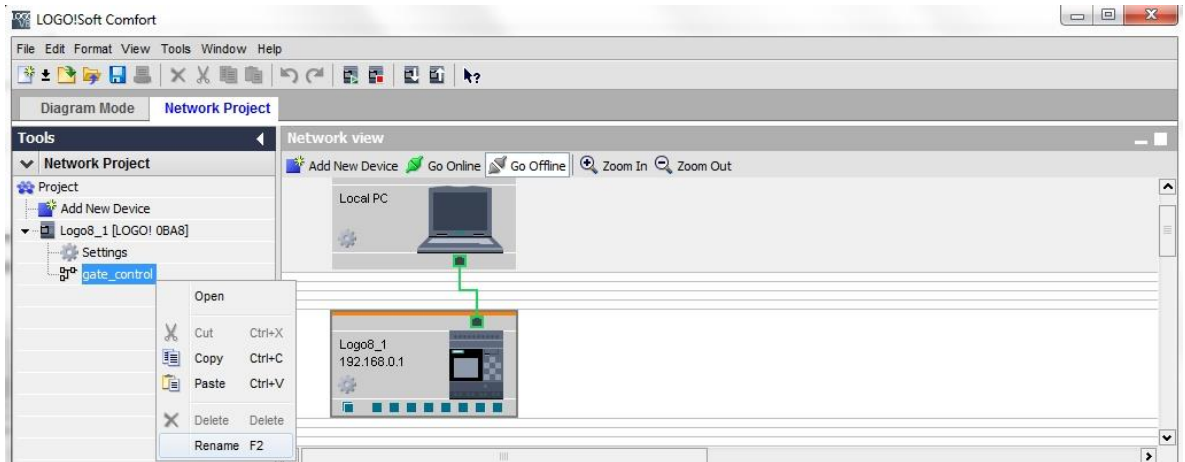 LOGO!Soft Comfort
File Edit Format View Tools Window Help
Diagram Mode Network Project
Tools
Network view
Network Project
Add New Device Go Online Go Offline Zoom In Zoom Out
Project
Add New Device
Logo8_1 [LOGO! 0BA8]
Settings
gate_control
Open
Cut Ctrl+X
Copy Ctrl+C
Paste Ctrl+V
Delete Delete
Rename F2
Local PC
Logo8_1
192.168.0.1